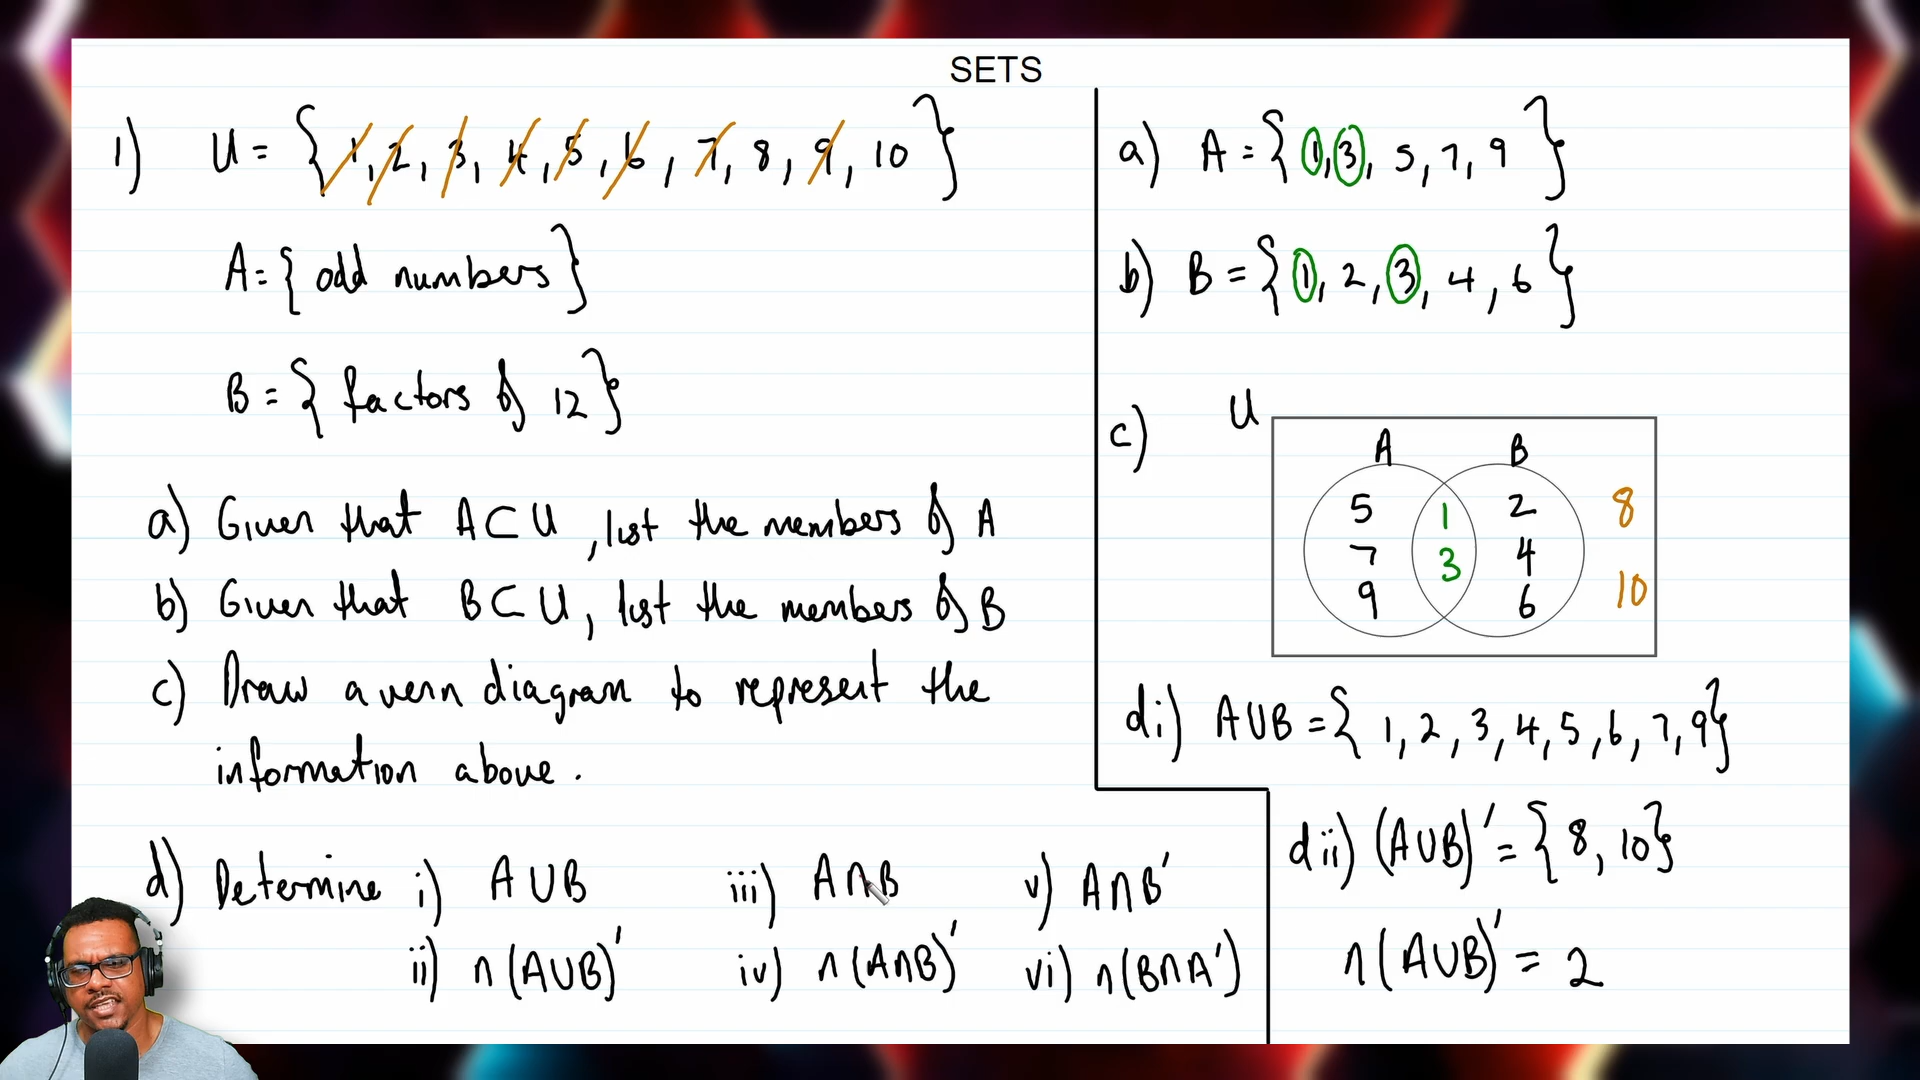 SETS
1) U = { 1, 2, 3, 4, 5, 6, 7, 8, 9, 10 }
A = { odd numbers }
B = { factors of 12 }
a) Given that A ⊂ U, list the members of A
b) Given that B ⊂ U, list the members of B
c) Draw a venn diagram to represent the
information above.
d) Determine i) A ∪ B iii) A ∩ B v) A ∩ B'
ii) n (A ∪ B)' iv) n (A ∩ B)' vi) n (B ∩ A')
a) A = { 1, 3, 5, 7, 9 }
b) B = { 1, 2, 3, 4, 6 }
c) U
A B
5 1 2 8
7 3 4
9 6 10
di) A ∪ B = { 1, 2, 3, 4, 5, 6, 7, 9 }
dii) (A ∪ B)' = { 8, 10 }
n (A ∪ B)' = 2